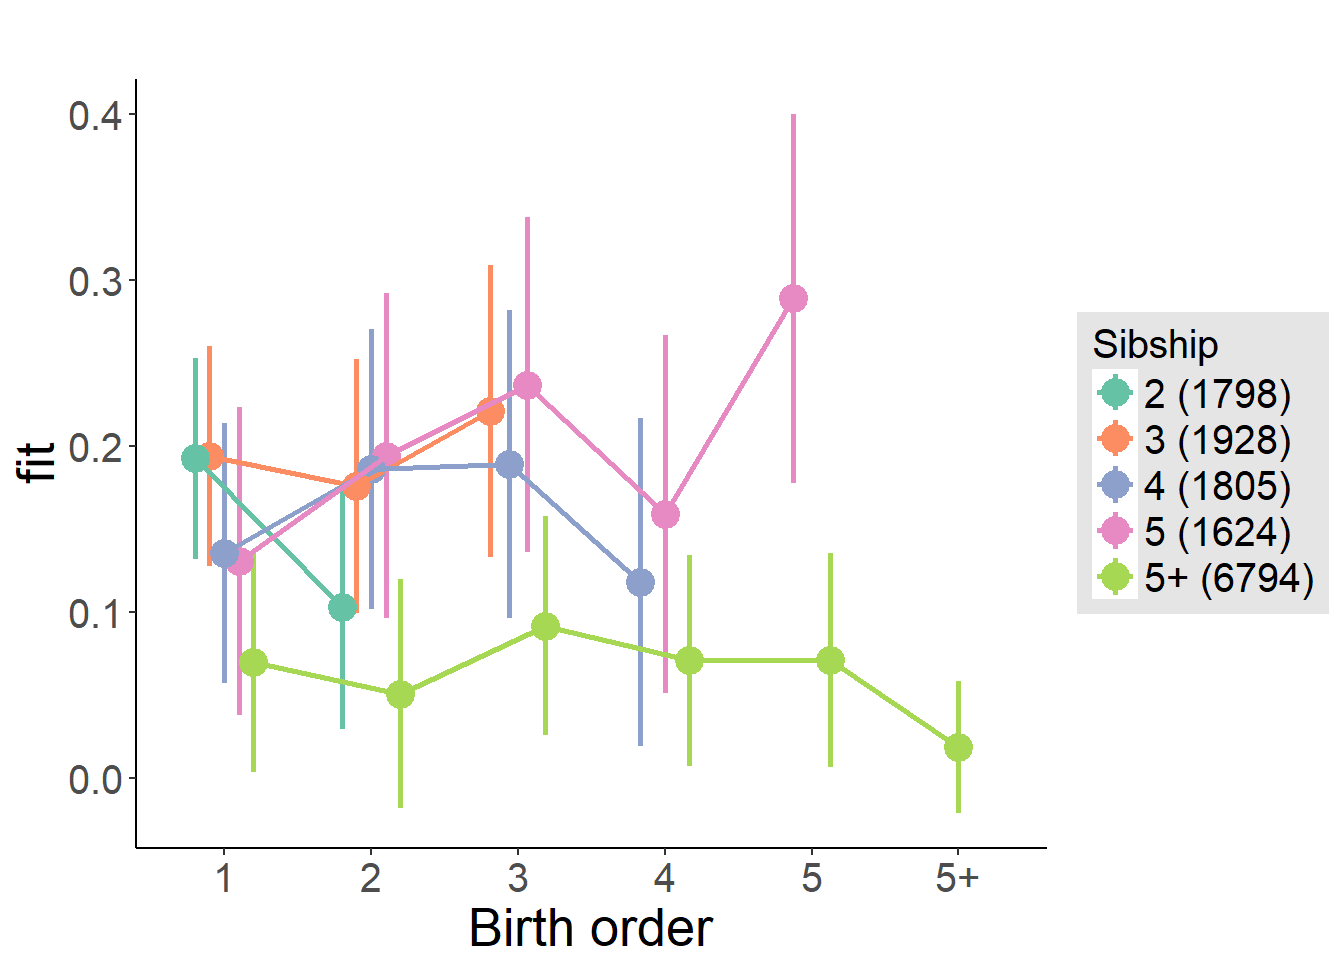 0.4
0.3
0.2
0.1
0.0
fit
1 2 3 4 5 5+
Birth order
Sibship
2 (1798)
3 (1928)
4 (1805)
5 (1624)
5+ (6794)